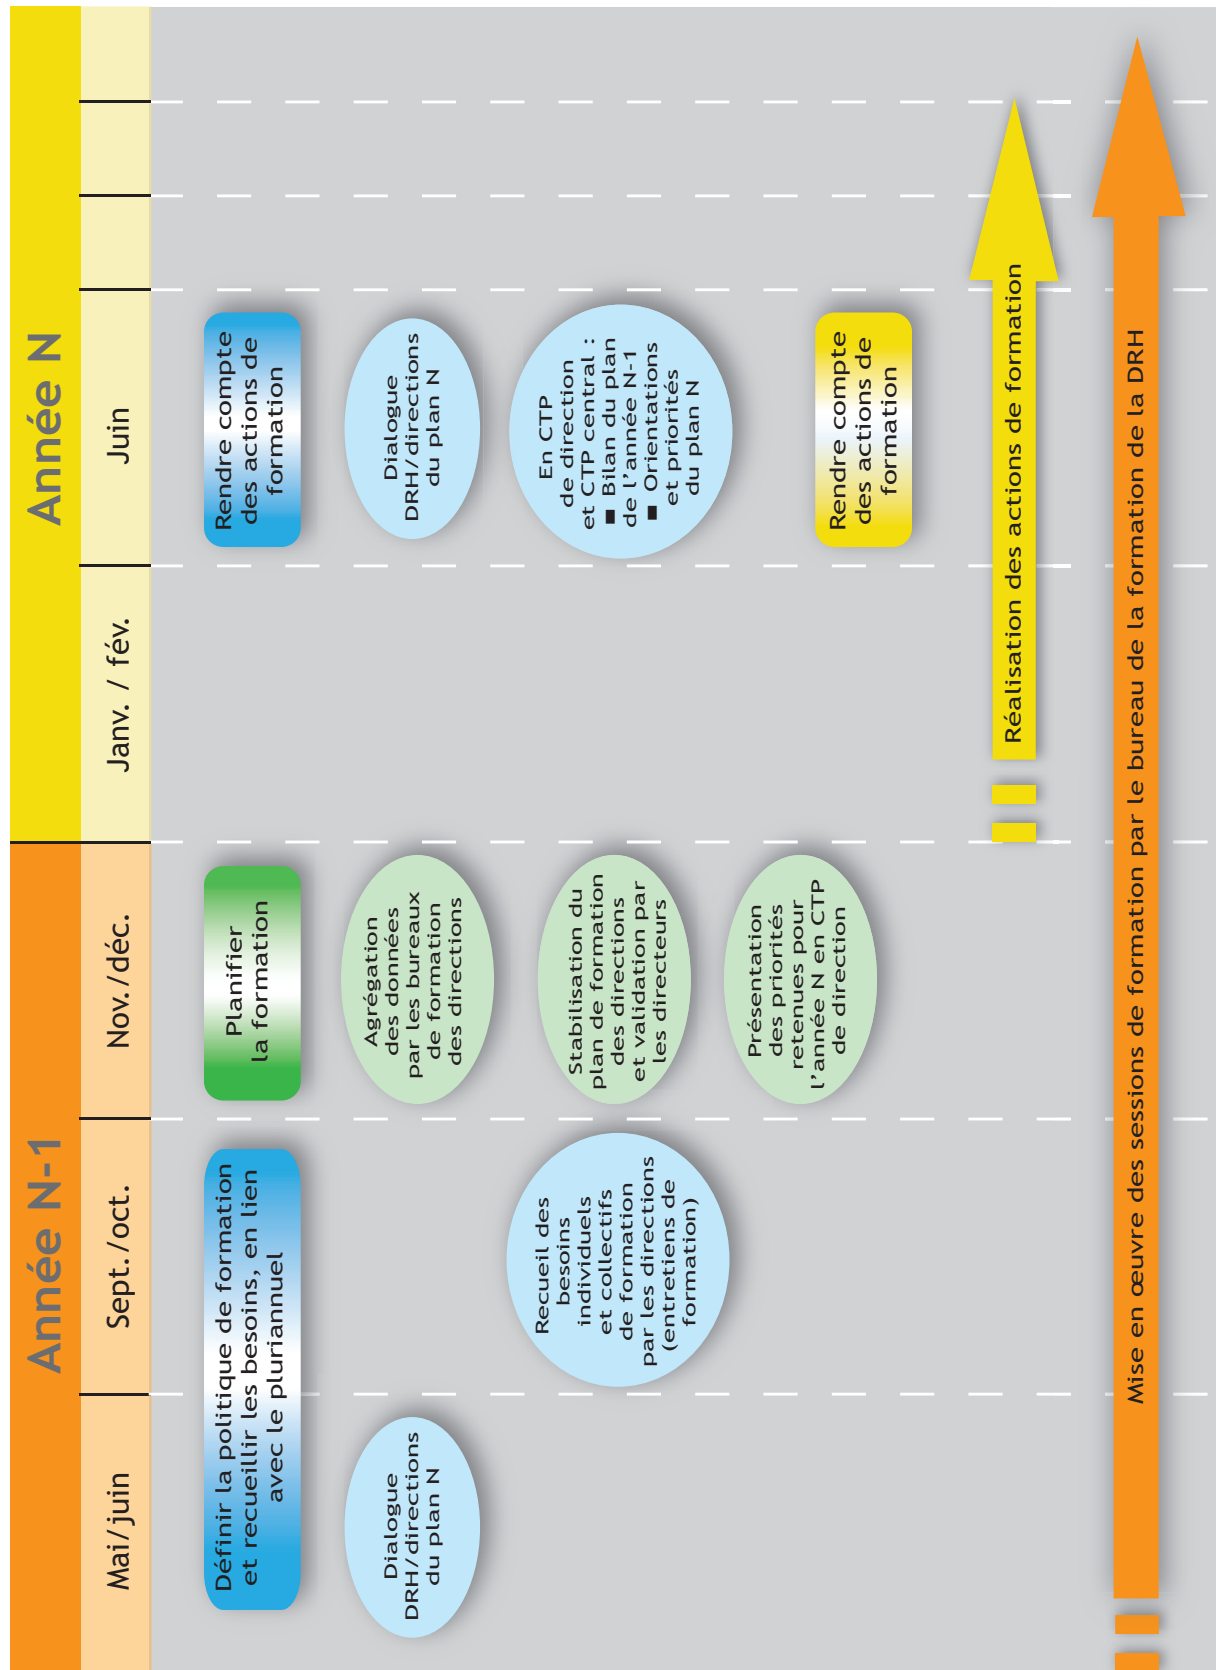 Année N-1
Année N
Mai/juin
Sept./oct.
Nov./déc.
Janv. / fév.
Juin
Définir la politique de formation
et recueillir les besoins, en lien
avec le pluriannuel
Planifier
la formation
Rendre compte
des actions de
formation
Dialogue
DRH/directions
du plan N
Agrégation
des données
par les bureaux
de formation
des directions
Dialogue
DRH/directions
du plan N
Recueil des
besoins
individuels
et collectifs
de formation
par les directions
(entretiens de
formation)
Stabilisation du
plan de formation
des directions
et validation par
les directeurs
En CTP
de direction
et CTP central :
■ Bilan du plan
de l'année N-1
■ Orientations
et priorités
du plan N
Présentation
des priorités
retenues pour
l'année N en CTP
de direction
Rendre compte
des actions de
formation
Réalisation des actions de formation
Mise en œuvre des sessions de formation par le bureau de la formation de la DRH